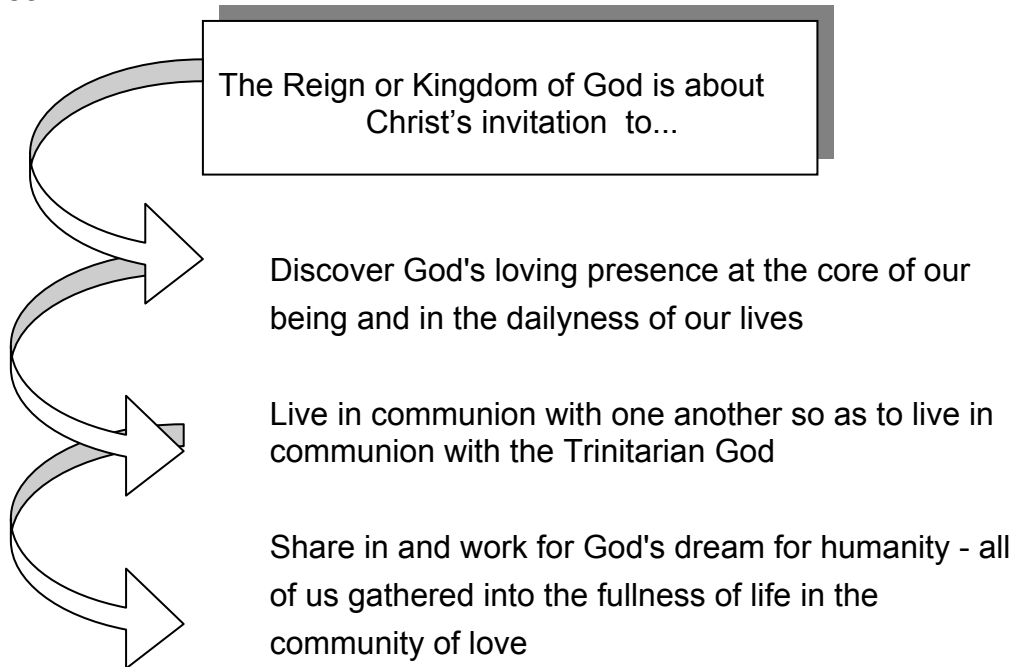 The Reign or Kingdom of God is about
Christ’s invitation to...
Discover God's loving presence at the core of our
being and in the dailyness of our lives
Live in communion with one another so as to live in
communion with the Trinitarian God
Share in and work for God's dream for humanity - all
of us gathered into the fullness of life in the
community of love